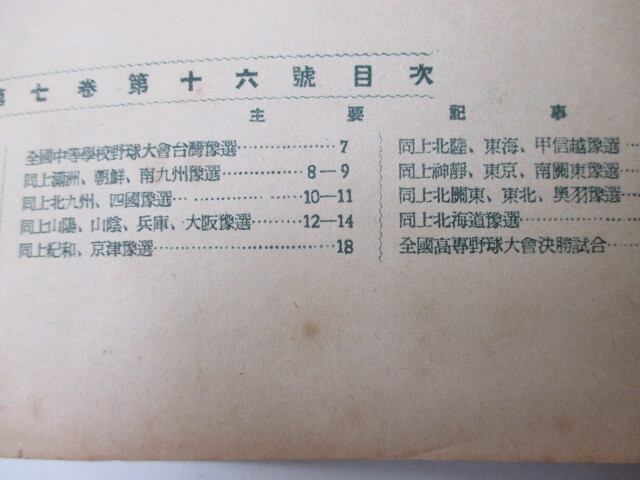 第七卷第十六號目次
主要記事
全國中等學校野球大會台灣豫選……………7
同上滿洲、朝鮮、南九州豫選……………8—9
同上北九州、四國豫選……………10—11
同上山陽、山陰、兵庫、大阪豫選………12—14
同上紀和、京津豫選……………18
同上北陸、東海、甲信越豫選……
同上神靜、東京、南關東豫選……
同上北關東、東北、奧羽豫選……
同上北海道豫選……
全國高專野球大會決勝試合……